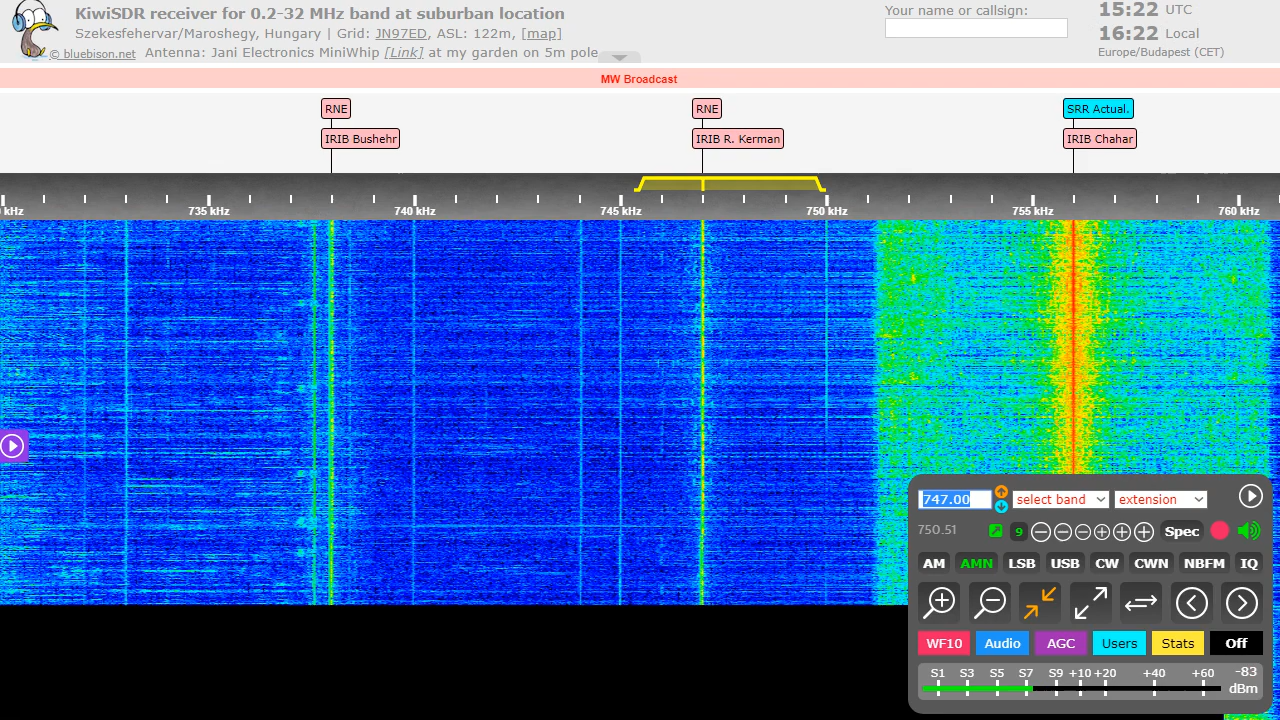 KiwiSDR receiver for 0.2-32 MHz band at suburban location
Szekesfehervar/Maroshegy, Hungary | Grid: JN97ED, ASL: 122m, [map]
© bluebison.net Antenna: Jani Electronics MiniWhip [Link] at my garden on 5m pole
Your name or callsign:
15:22 UTC
16:22 Local
Europe/Budapest (CET)
MW Broadcast
RNE RNE SRR Actual.
IRIB Bushehr IRIB R. Kerman IRIB Chahar
kHz 735 kHz 740 kHz 745 kHz 750 kHz 755 kHz 760 kHz
747.00 select band extension
750.51 9 Spec
AM AMN LSB USB CW CWN NBFM IQ
WF10 Audio AGC Users Stats Off
S1 S3 S5 S7 S9 +10 +20 +40 +60 -83
dBm